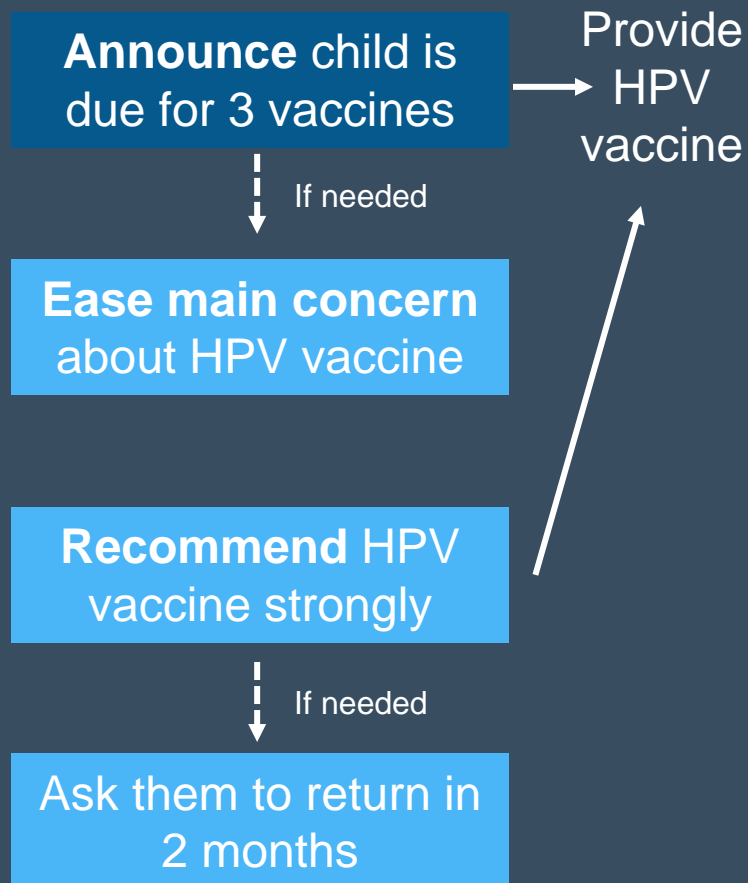 Announce child is
due for 3 vaccines
Provide
HPV
vaccine
If needed
Ease main concern
about HPV vaccine
Recommend HPV
vaccine strongly
If needed
Ask them to return in
2 months